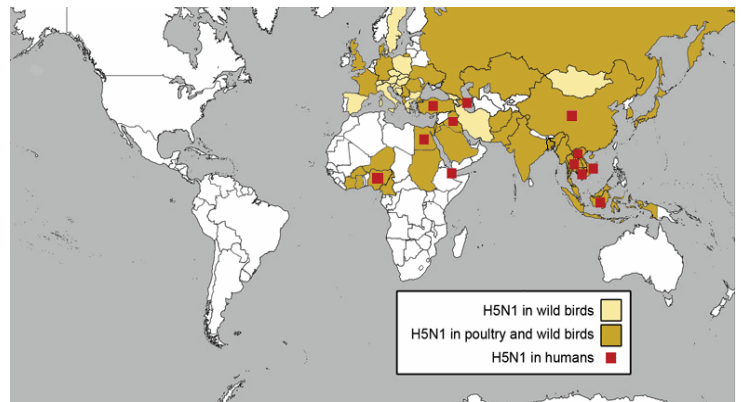 H5N1 in wild birds
H5N1 in poultry and wild birds
H5N1 in humans